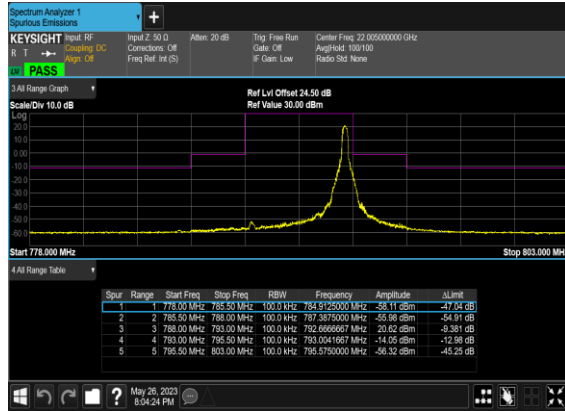 Spectrum Analyzer 1
Spurious Emissions
KEYSIGHT Input: RF Input Z: 50 Ω Atten: 20 dB Trig: Free Run Center Freq: 22.005000000 GHz
R T Coupling: DC Corrections: Off Gate: Off Avg|Hold: 100/100
Align: Off Freq Ref: Int (S) IF Gain: Low Radio Std: None
PASS
3 All Range Graph
Ref Lvl Offset 24.50 dB
Scale/Div 10.0 dB Ref Value 30.00 dBm
Log
20.0
10.0
0.00
-10.0
-20.0
-30.0
-40.0
-50.0
-60.0
Start 778.000 MHz Stop 803.000 MHz
4 All Range Table
Spur Range Start Freq Stop Freq RBW Frequency Amplitude ΔLimit
1 1 778.00 MHz 785.50 MHz 100.0 kHz 784.9125000 MHz -58.11 dBm -47.04 dB
2 2 785.50 MHz 788.00 MHz 100.0 kHz 787.3875000 MHz -55.98 dBm -54.91 dB
3 3 788.00 MHz 793.00 MHz 100.0 kHz 792.6666667 MHz 20.62 dBm -9.381 dB
4 4 793.00 MHz 795.50 MHz 100.0 kHz 793.0041667 MHz -14.05 dBm -12.98 dB
5 5 795.50 MHz 803.00 MHz 100.0 kHz 795.5750000 MHz -56.32 dBm -45.25 dB
? May 26, 2023
8:04:24 PM